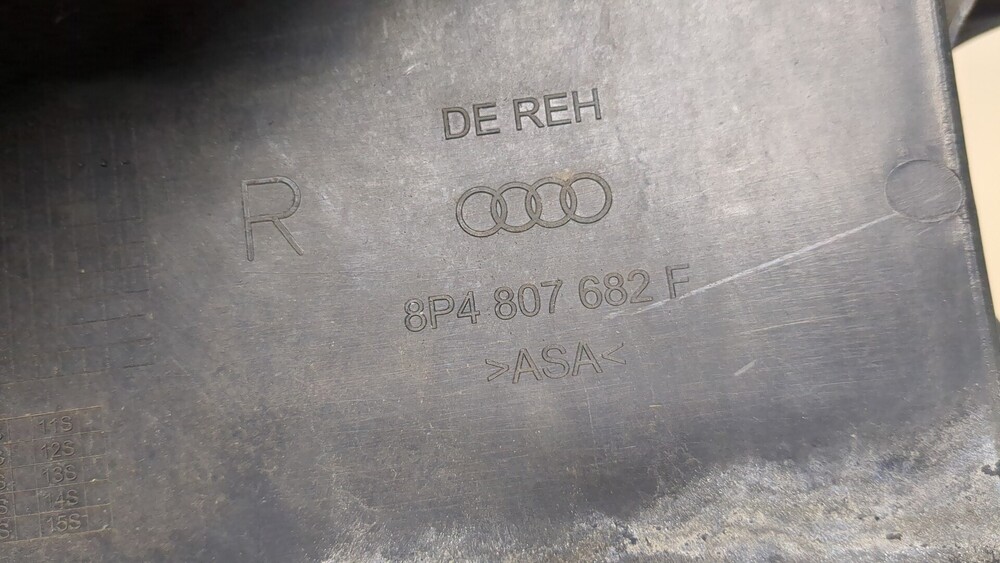 DE REH
R
8P4 807 682 F
>ASA<
11S
12S
13S
14S
15S